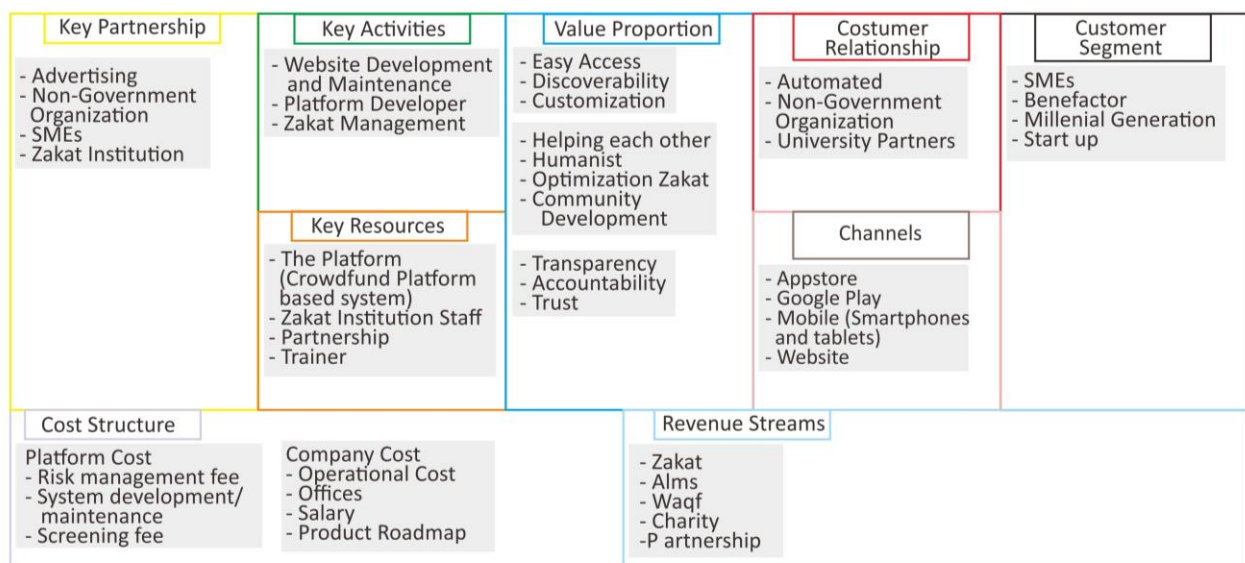 Key Partnership
- Advertising
- Non-Government
Organization
- SMEs
- Zakat Institution
Key Activities
- Website Development
and Maintenance
- Platform Developer
- Zakat Management
Key Resources
- The Platform
(Crowdfund Platform
based system)
- Zakat Institution Staff
- Partnership
- Trainer
Value Proportion
- Easy Access
- Discoverability
- Customization
- Helping each other
- Humanist
- Optimization Zakat
- Community
Development
- Transparency
- Accountability
- Trust
Costumer
Relationship
- Automated
- Non-Government
Organization
- University Partners
Channels
- Appstore
- Google Play
- Mobile (Smartphones
and tablets)
- Website
Customer
Segment
- SMEs
- Benefactor
- Millenial Generation
- Start up
Cost Structure
Platform Cost
- Risk management fee
- System development/
maintenance
- Screening fee
Company Cost
- Operational Cost
- Offices
- Salary
- Product Roadmap
Revenue Streams
- Zakat
- Alms
- Waqf
- Charity
-P artnership